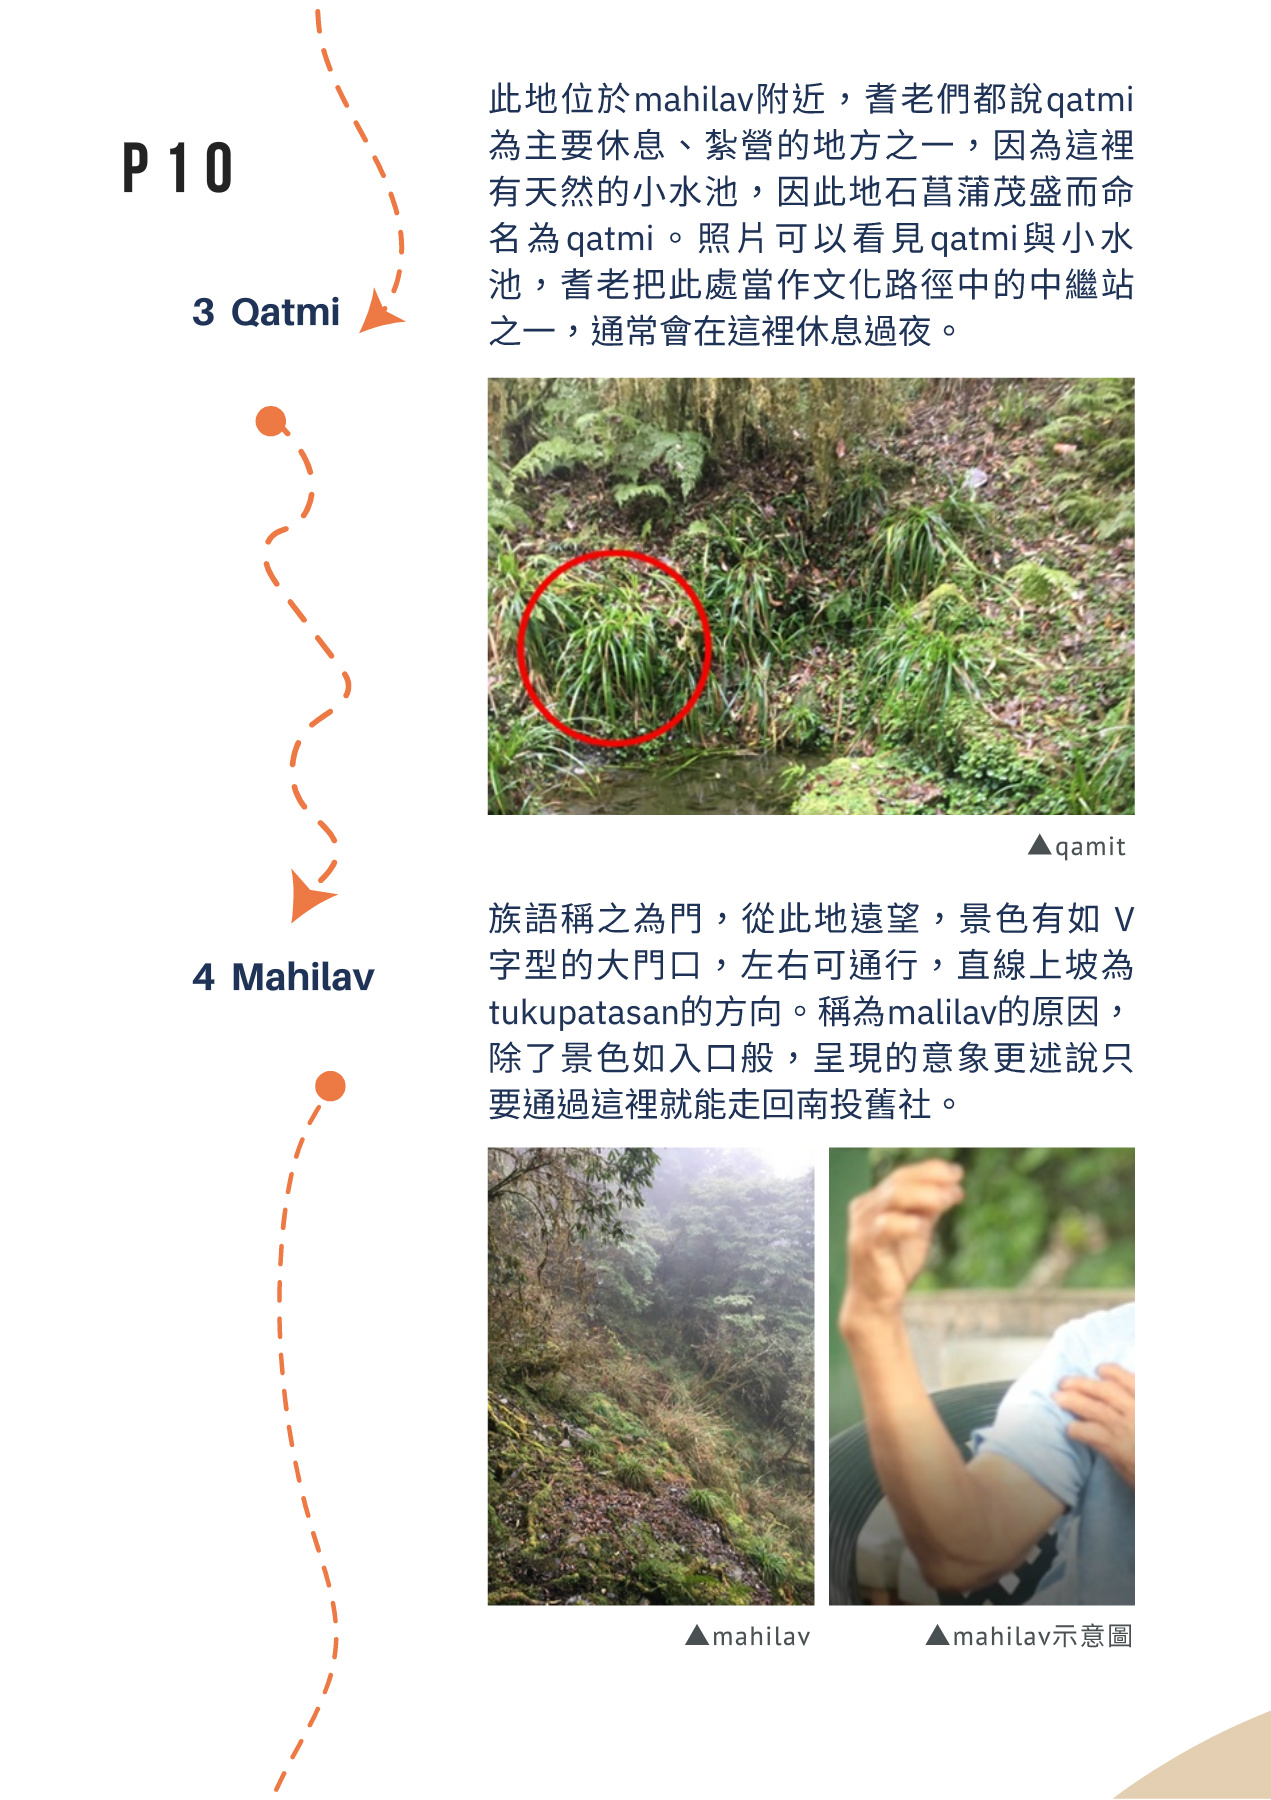 P10
3 Qatmi
此地位於mahilav附近，耆老們都說qatmi
為主要休息、紮營的地方之一，因為這裡
有天然的小水池，因此地石菖蒲茂盛而命
名為qatmi。照片可以看見qatmi與小水
池，耆老把此處當作文化路徑中的中繼站
之一，通常會在這裡休息過夜。
▲qamit
4 Mahilav
族語稱之為門，從此地遠望，景色有如 V
字型的大門口，左右可通行，直線上坡為
tukupatasan的方向。稱為malilav的原因，
除了景色如入口般，呈現的意象更述說只
要通過這裡就能走回南投舊社。
▲mahilav
▲mahilav示意圖